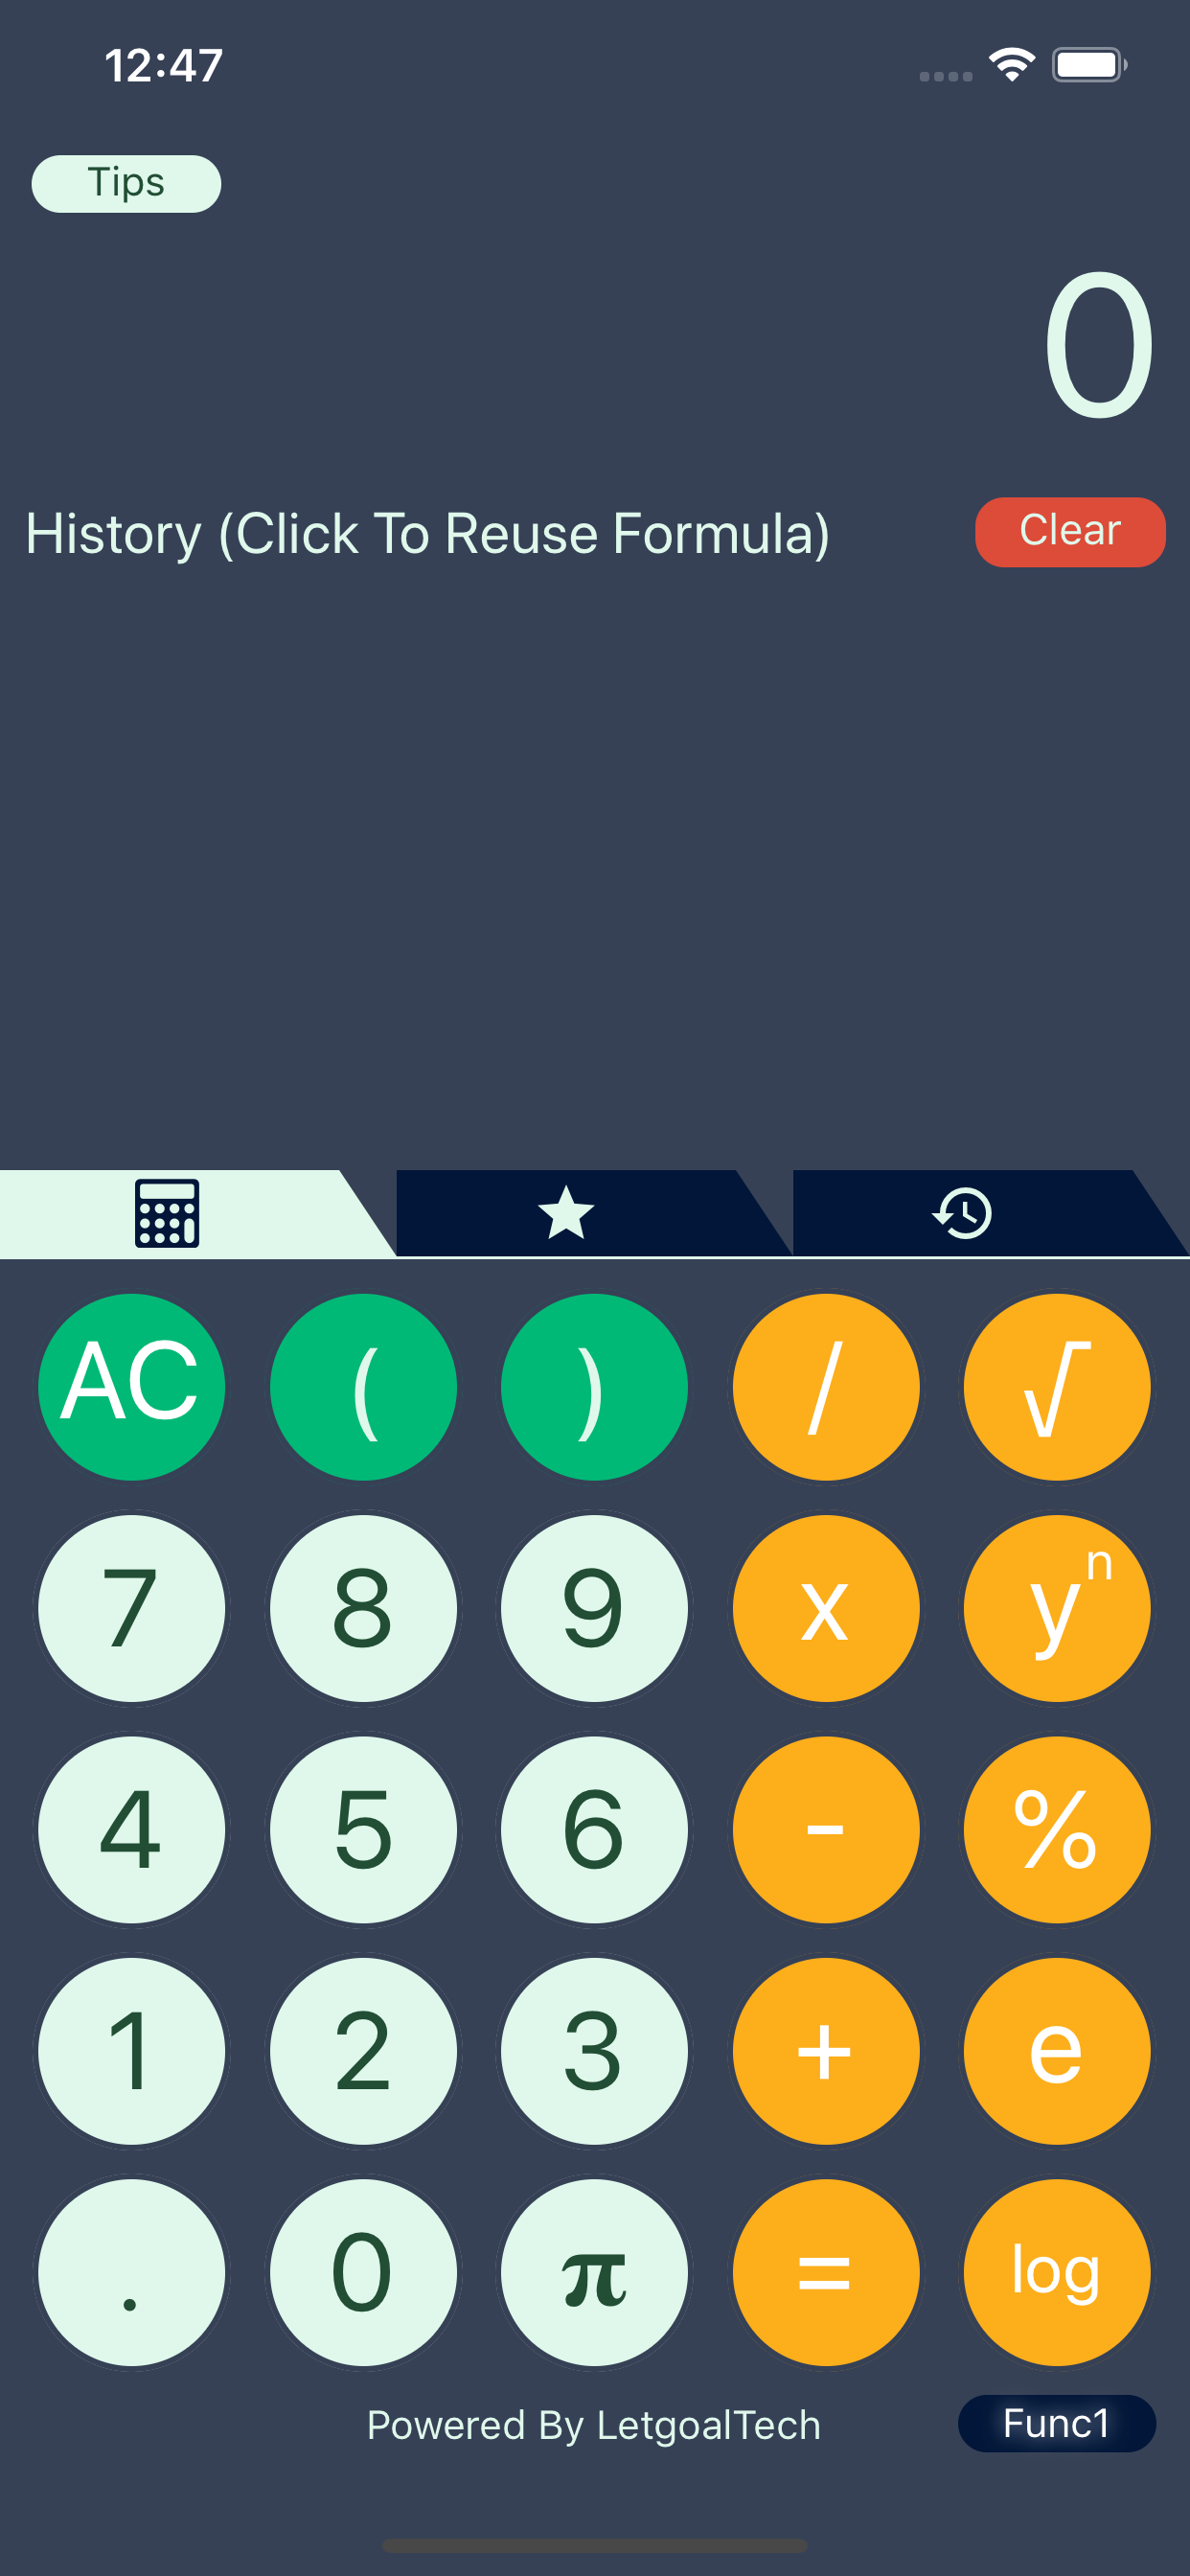 12:47
Tips
0
History (Click To Reuse Formula)
Clear
AC ( ) / √
7 8 9 x yⁿ
4 5 6 - %
1 2 3 + e
. 0 π = log
Powered By LetgoalTech
Func1